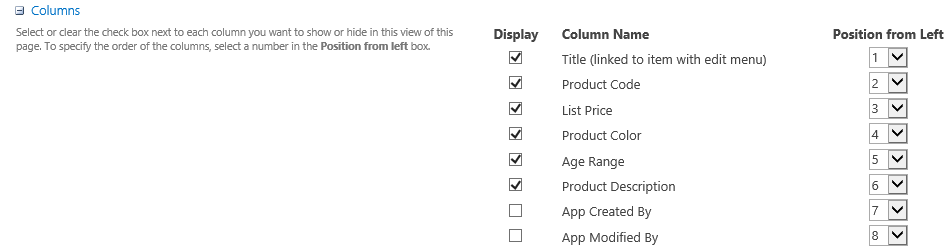 Columns
Select or clear the check box next to each column you want to show or hide in this view of this
page. To specify the order of the columns, select a number in the Position from left box.
Display Column Name Position from Left
Title (linked to item with edit menu) 1
Product Code 2
List Price 3
Product Color 4
Age Range 5
Product Description 6
App Created By 7
App Modified By 8